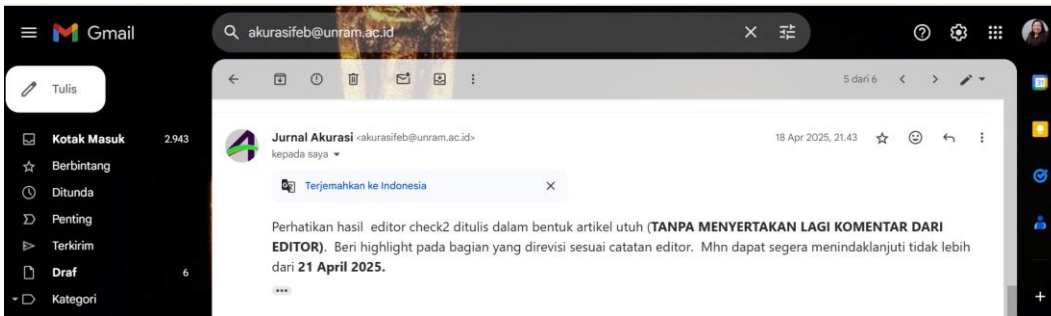 Gmail
akurasifeb@unram.ac.id
Tulis
5 dari 6
Kotak Masuk 2.943
Berbintang
Ditunda
Penting
Terkirim
Draf 6
Kategori
Jurnal Akurasi <akurasifeb@unram.ac.id>
18 Apr 2025, 21.43
kepada saya
Terjemahkan ke Indonesia
Perhatikan hasil editor check2 ditulis dalam bentuk artikel utuh (TANPA MENYERTAKAN LAGI KOMENTAR DARI
EDITOR). Beri highlight pada bagian yang direvisi sesuai catatan editor. Mhn dapat segera menindaklanjuti tidak lebih
dari 21 April 2025.